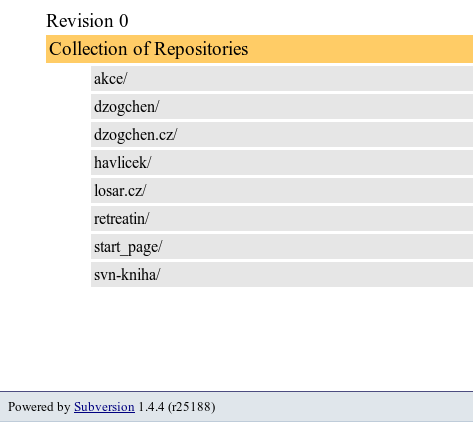 Revision 0
Collection of Repositories
akce/
dzogchen/
dzogchen.cz/
havlicek/
losar.cz/
retreatin/
start_page/
svn-kniha/
Powered by Subversion 1.4.4 (r25188)